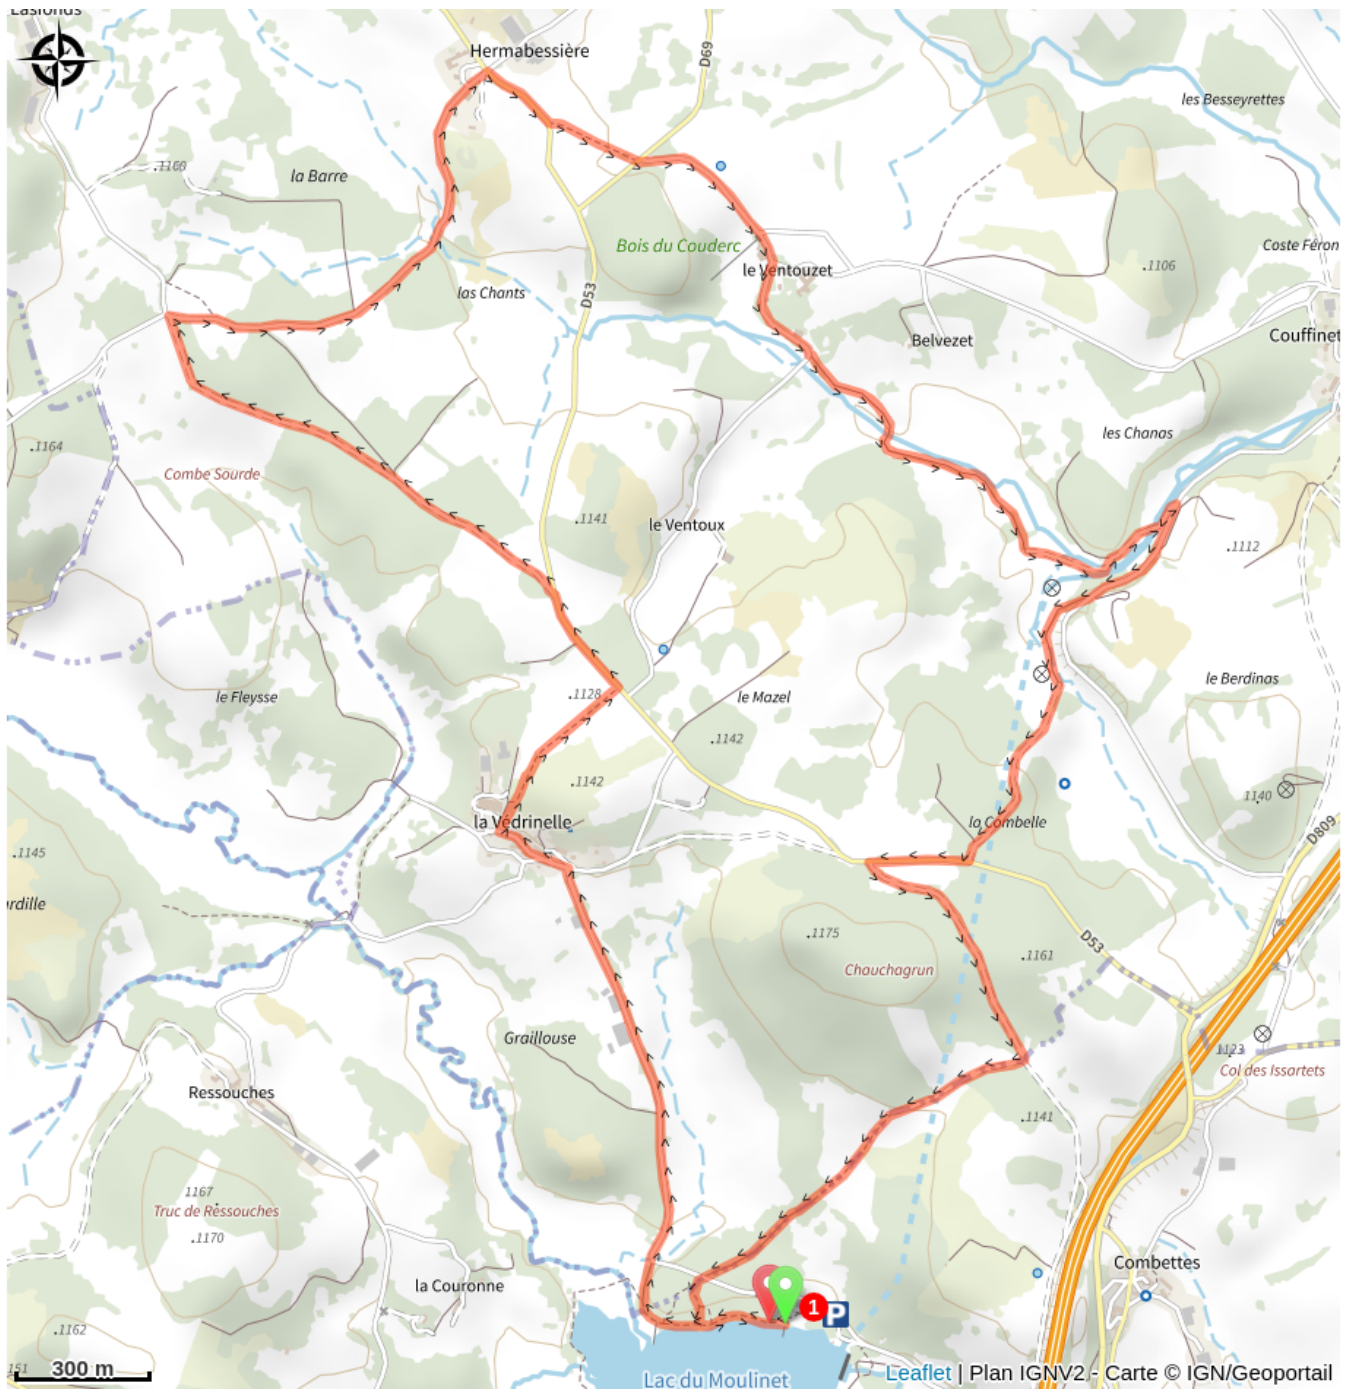 Hermabessière
D69
les Besseyrettes
.1160
la Barre
Bois du Couderc
Coste Féron
.1106
le Ventouzet
las Chants
D53
Belvezet
Couffinet
.1164
les Chanas
Combe Sourde
.1141
le Ventoux
.1112
le Fleysse
.1128
le Mazel
le Berdinas
.1142
.1142
1140
la Védrinelle
la Combelle
D809
.1145
.1175
D53
.1161
Chauchagrun
Graillouse
1123
Col des Issartets
Ressouches
.1141
1167
Truc de Ressouches
.1170
la Couronne
Combettes
1
P
.1162
151
300 m
Lac du Moulinet
Leaflet | Plan IGNV2 - Carte © IGN/Geoportail